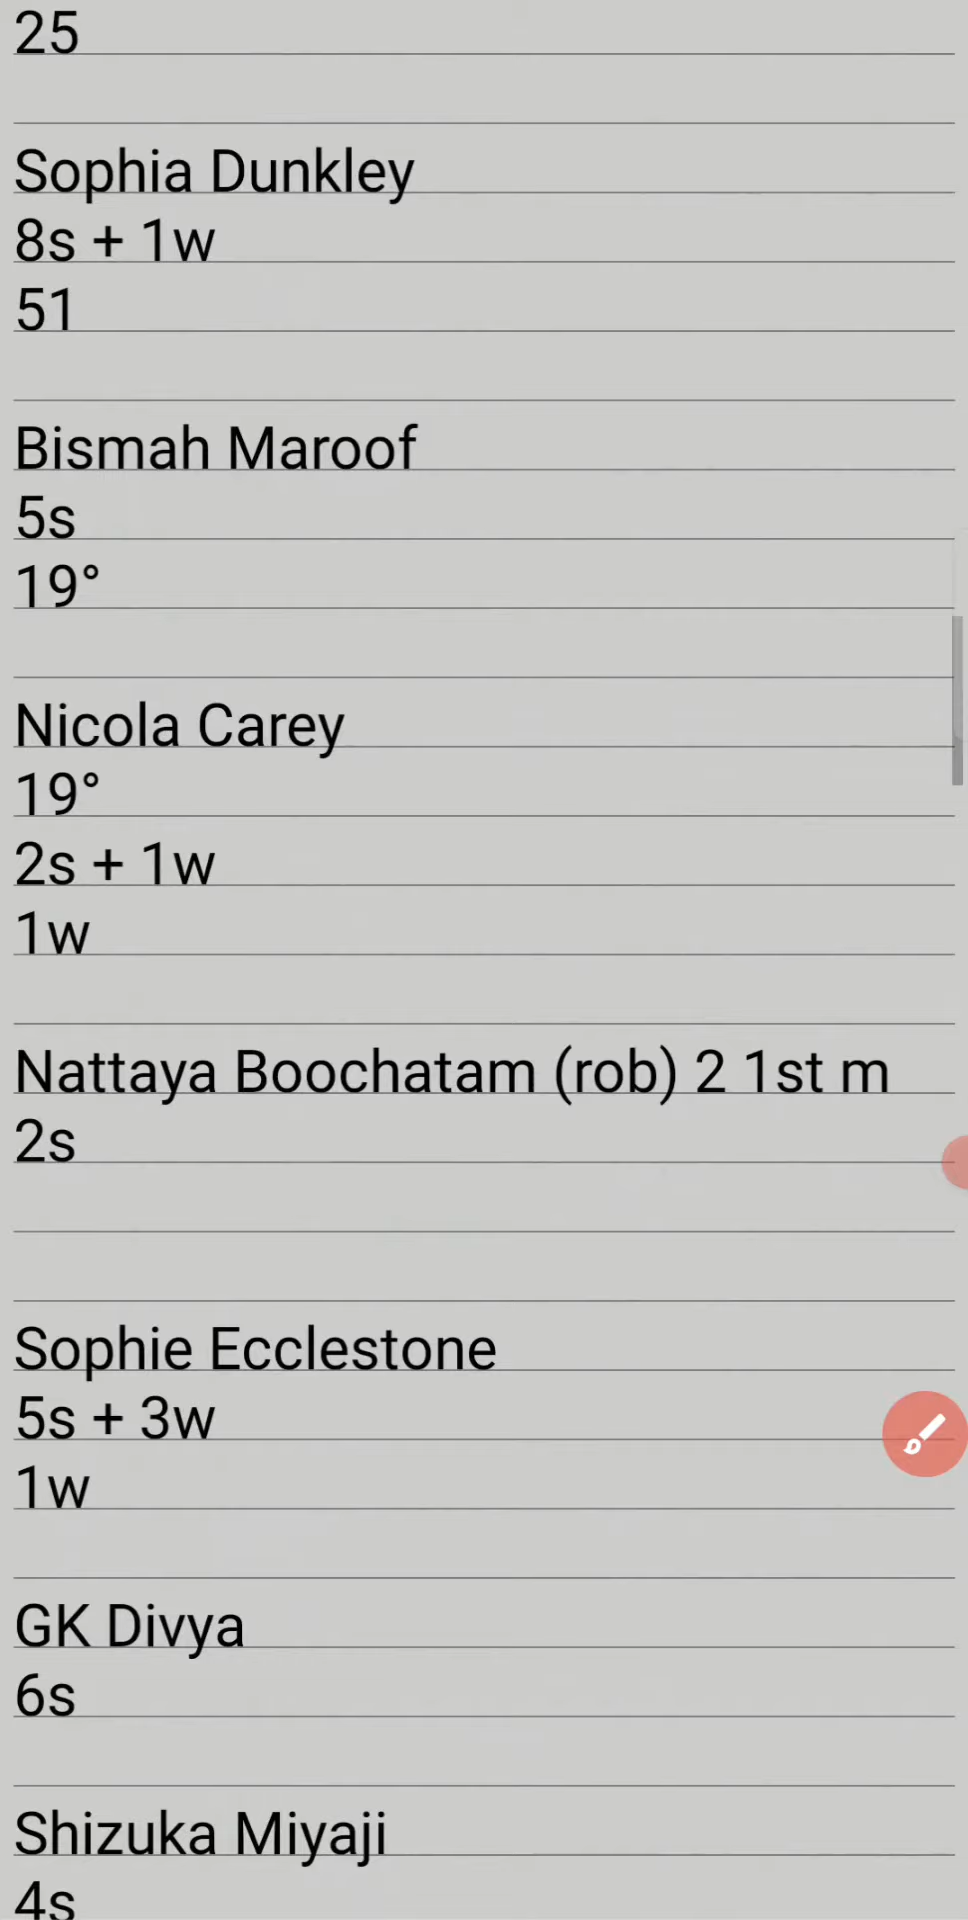 25
Sophia Dunkley
8s + 1w
51
Bismah Maroof
5s
19°
Nicola Carey
19°
2s + 1w
1w
Nattaya Boochatam (rob) 2 1st m
2s
Sophie Ecclestone
5s + 3w
1w
GK Divya
6s
Shizuka Miyaji
4s